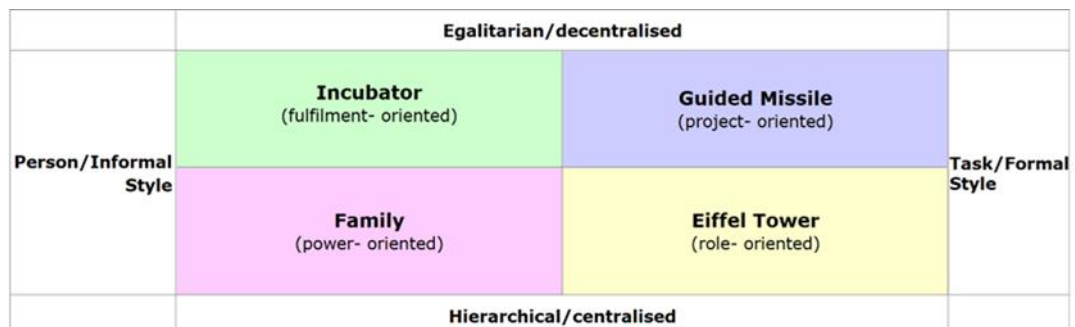 Egalitarian/decentralised
Incubator
(fulfilment- oriented)
Guided Missile
(project- oriented)
Person/Informal
Style
Task/Formal
Style
Family
(power- oriented)
Eiffel Tower
(role- oriented)
Hierarchical/centralised